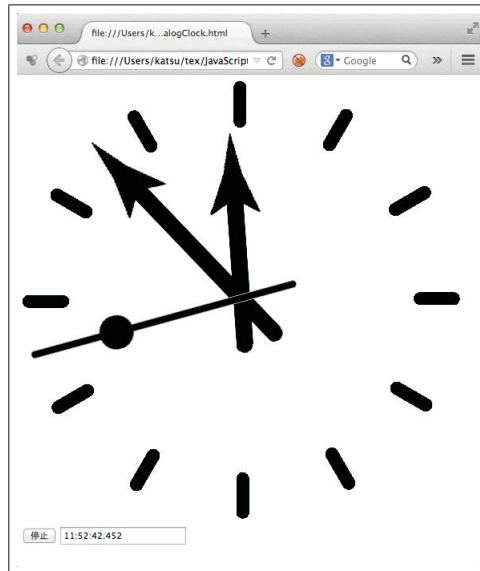 file:///Users/k...alogClock.html
file:///Users/katsu/tex/JavaScript
Google
停止 11:52:42.452